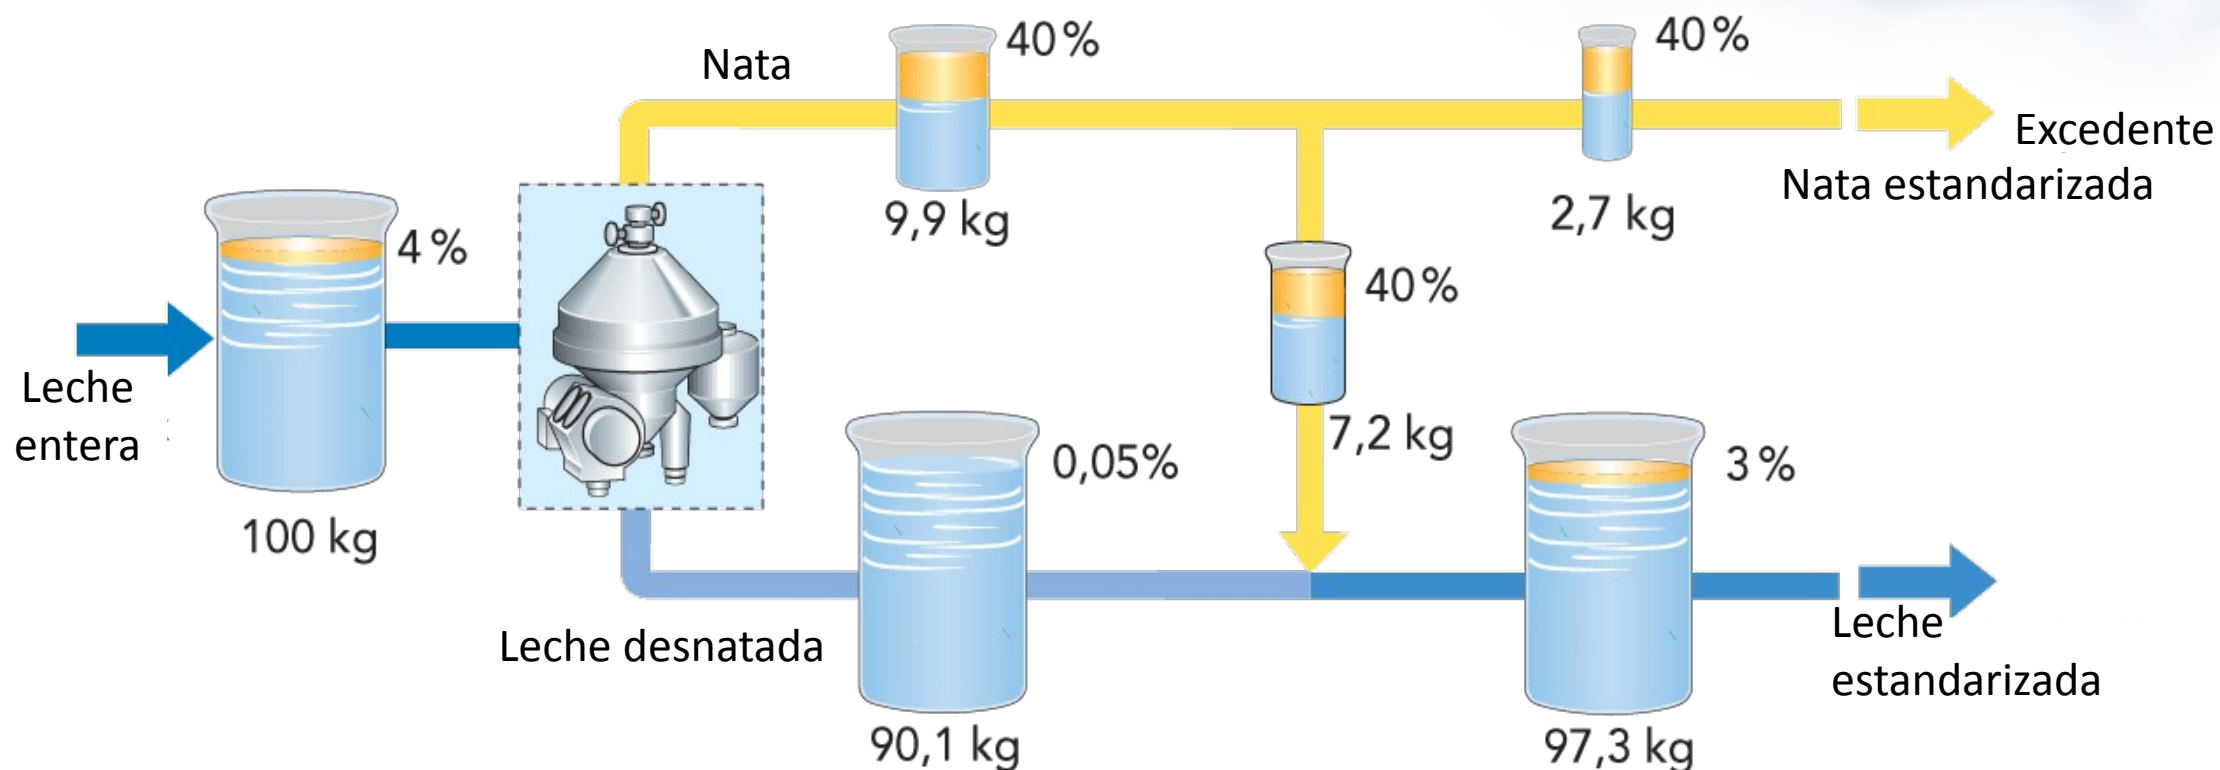 Nata
40%
40%
Excedente
Nata estandarizada
9,9 kg
2,7 kg
4%
40%
Leche
entera
7,2 kg
0,05%
3%
100 kg
Leche desnatada
Leche
estandarizada
90,1 kg
97,3 kg